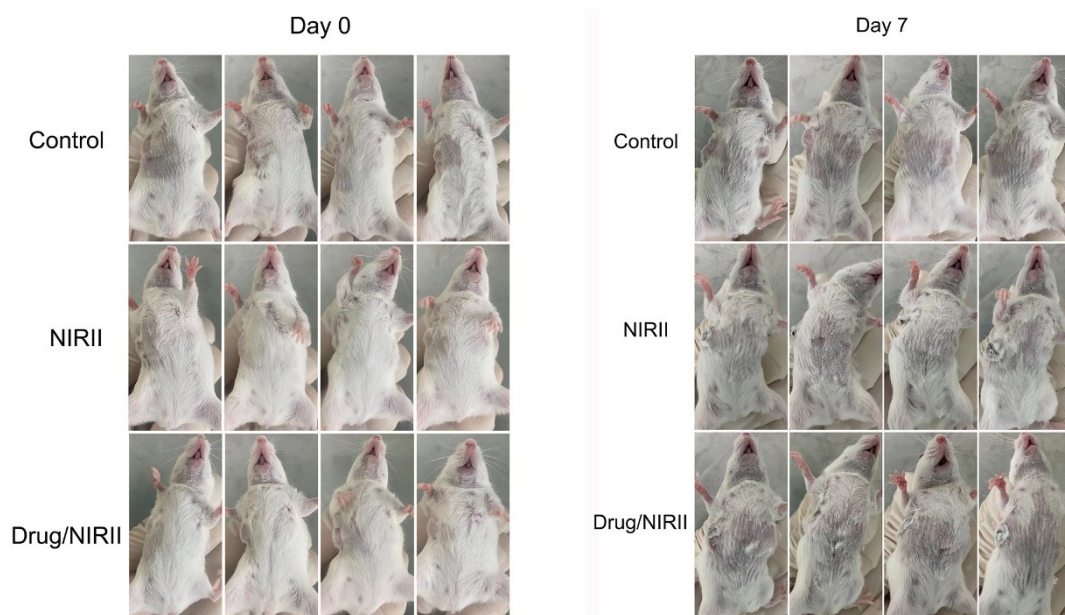 Day 0
Control
NIRII
Drug/NIRII
Day 7
Control
NIRII
Drug/NIRII